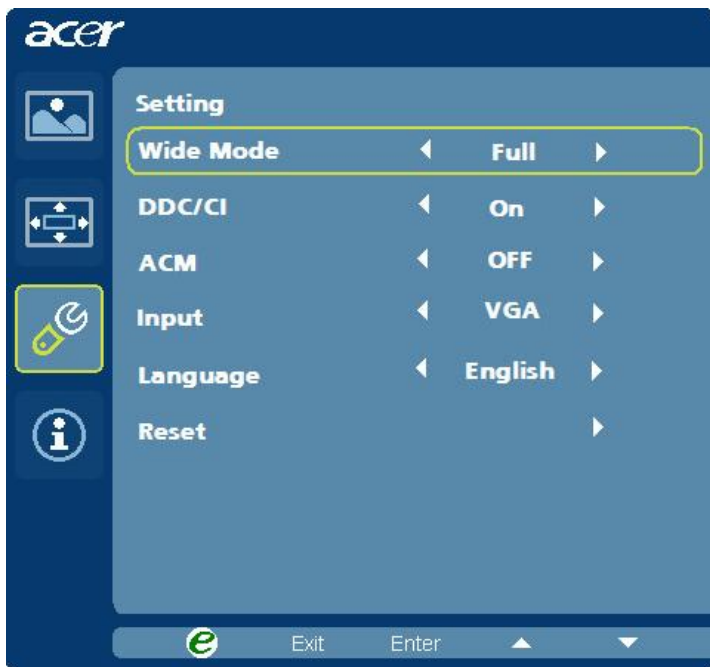 acer
Setting
Wide Mode Full
DDC/CI On
ACM OFF
Input VGA
Language English
Reset
e Exit Enter